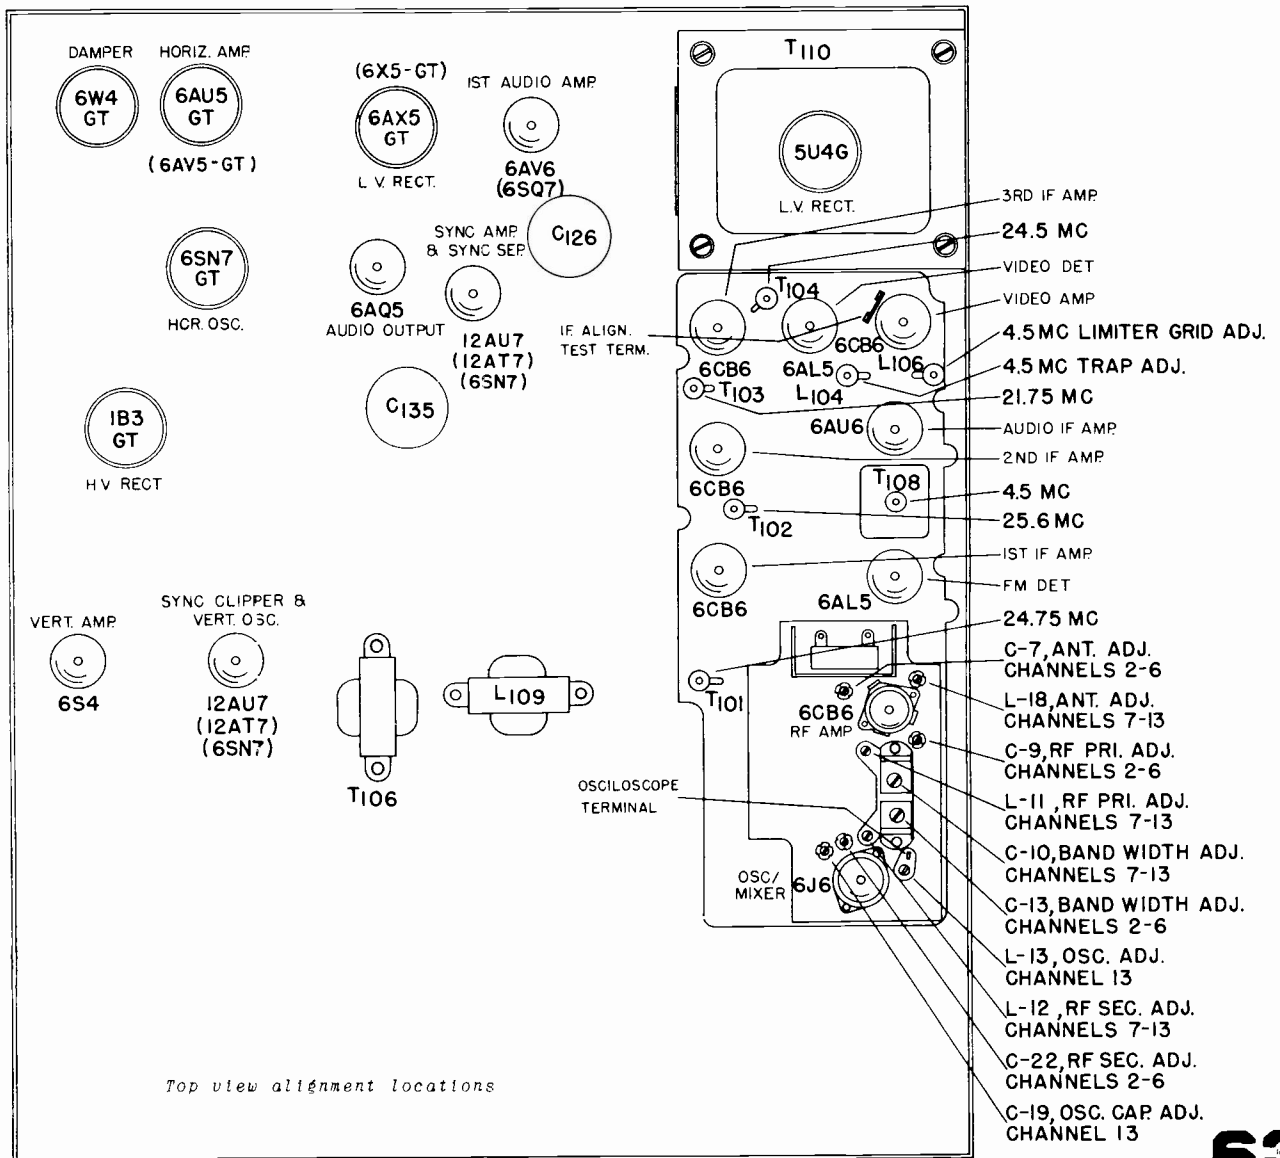 DAMPER
6W4
GT
HORIZ. AMP.
6AU5
GT
(6AV5-GT)
(6X5-GT)
6AX5
GT
L.V. RECT.
1ST AUDIO AMP.
6AV6
(6SQ7)
C126
T110
5U4G
L.V. RECT.
6SN7
GT
HOR. OSC.
6AQ5
AUDIO OUTPUT
SYNC AMP.
& SYNC SEP.
12AU7
(12AT7)
(6SN7)
IF. ALIGN.
TEST TERM.
C135
1B3
GT
H V RECT
VERT. AMP.
6S4
SYNC CLIPPER &
VERT. OSC.
12AU7
(12AT7)
(6SN7)
T106
L109
T104
6CB6
6AL5
6CB6
L106
T103
L104
6AU6
6CB6
T108
T102
6CB6
6AL5
T101
6CB6
RF AMP
OSCILOSCOPE
TERMINAL
OSC/
MIXER
6J6
3RD IF AMP.
24.5 MC
VIDEO DET
VIDEO AMP
4.5 MC LIMITER GRID ADJ.
4.5 MC TRAP ADJ.
21.75 MC
AUDIO IF AMP.
2ND IF AMP.
4.5 MC
25.6 MC
1ST IF AMP.
FM DET
24.75 MC
C-7, ANT. ADJ.
CHANNELS 2-6
L-18, ANT. ADJ.
CHANNELS 7-13
C-9, RF PRI. ADJ.
CHANNELS 2-6
L-11, RF PRI. ADJ.
CHANNELS 7-13
C-10, BAND WIDTH ADJ.
CHANNELS 7-13
C-13, BAND WIDTH ADJ.
CHANNELS 2-6
L-13, OSC. ADJ.
CHANNEL 13
L-12, RF SEC. ADJ.
CHANNELS 7-13
C-22, RF SEC. ADJ.
CHANNELS 2-6
C-19, OSC. CAP. ADJ.
CHANNEL 13
Top view alignment locations